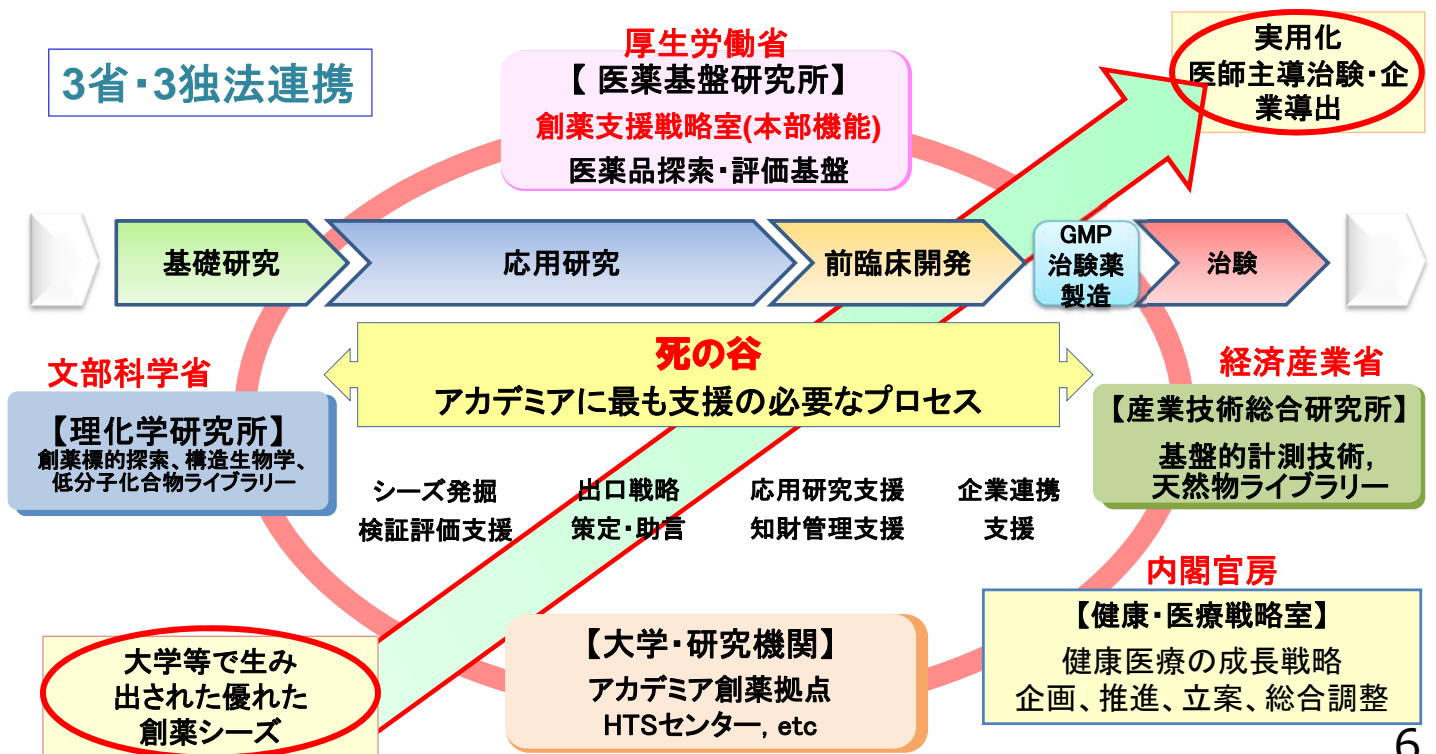 3省・3独法連携
厚生労働省
【 医薬基盤研究所】
創薬支援戦略室(本部機能)
医薬品探索・評価基盤
実用化
医師主導治験・企
業導出
基礎研究
応用研究
前臨床開発
GMP
治験薬
製造
治験
死の谷
アカデミアに最も支援の必要なプロセス
文部科学省
【理化学研究所】
創薬標的探索、構造生物学、
低分子化合物ライブラリー
経済産業省
【産業技術総合研究所】
基盤的計測技術,
天然物ライブラリー
シーズ発掘
検証評価支援
出口戦略
策定・助言
応用研究支援
知財管理支援
企業連携
支援
内閣官房
【健康・医療戦略室】
健康医療の成長戦略
企画、推進、立案、総合調整
大学等で生み
出された優れた
創薬シーズ
【大学・研究機関】
アカデミア創薬拠点
HTSセンター, etc
6